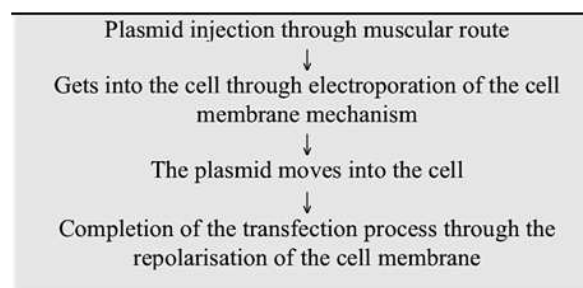 Plasmid injection through muscular route
↓
Gets into the cell through electroporation of the cell
membrane mechanism
↓
The plasmid moves into the cell
↓
Completion of the transfection process through the
repolarisation of the cell membrane